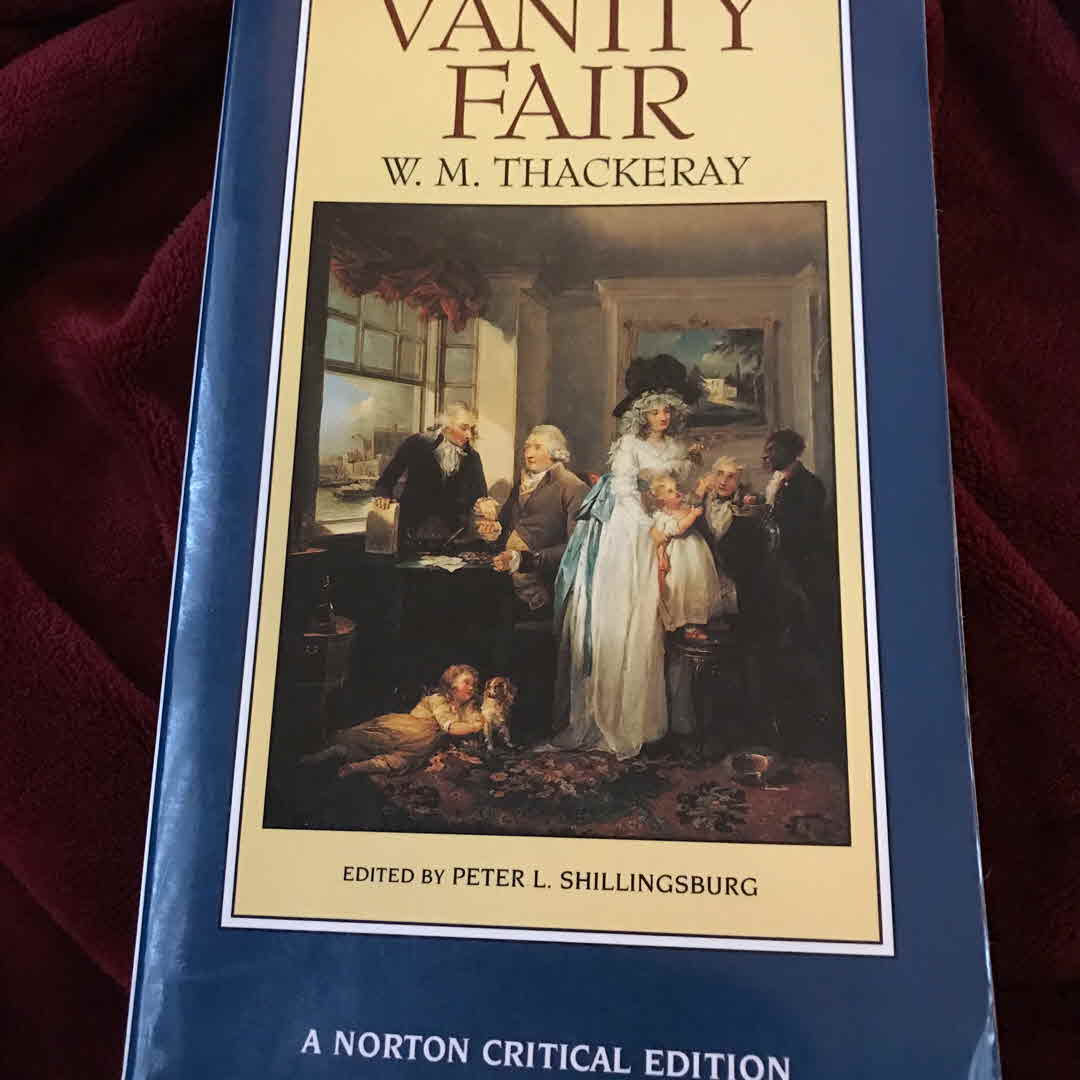 VANITY
FAIR
W. M. THACKERAY
EDITED BY PETER L. SHILLINGSBURG
A NORTON CRITICAL EDITION